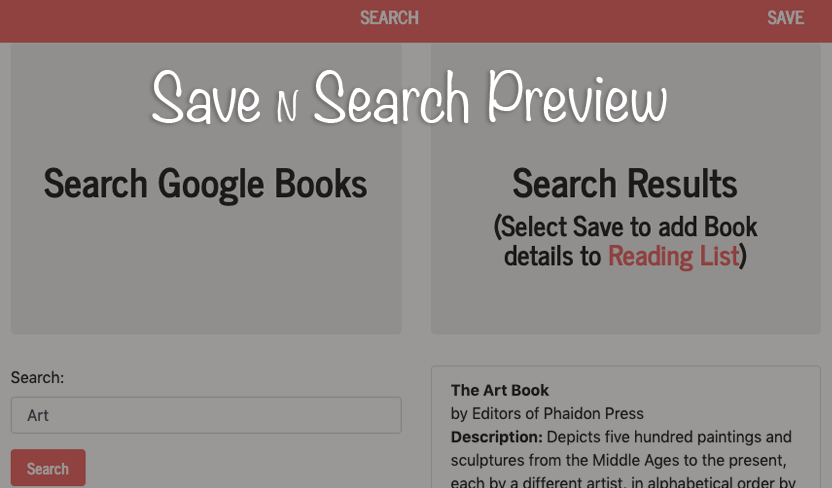 SEARCH
SAVE
Save N Search Preview
Search Google Books
Search Results
(Select Save to add Book
details to Reading List)
Search:
Art
Search
The Art Book
by Editors of Phaidon Press
Description: Depicts five hundred paintings and
sculptures from the Middle Ages to the present,
each by a different artist, in alphabetical order by